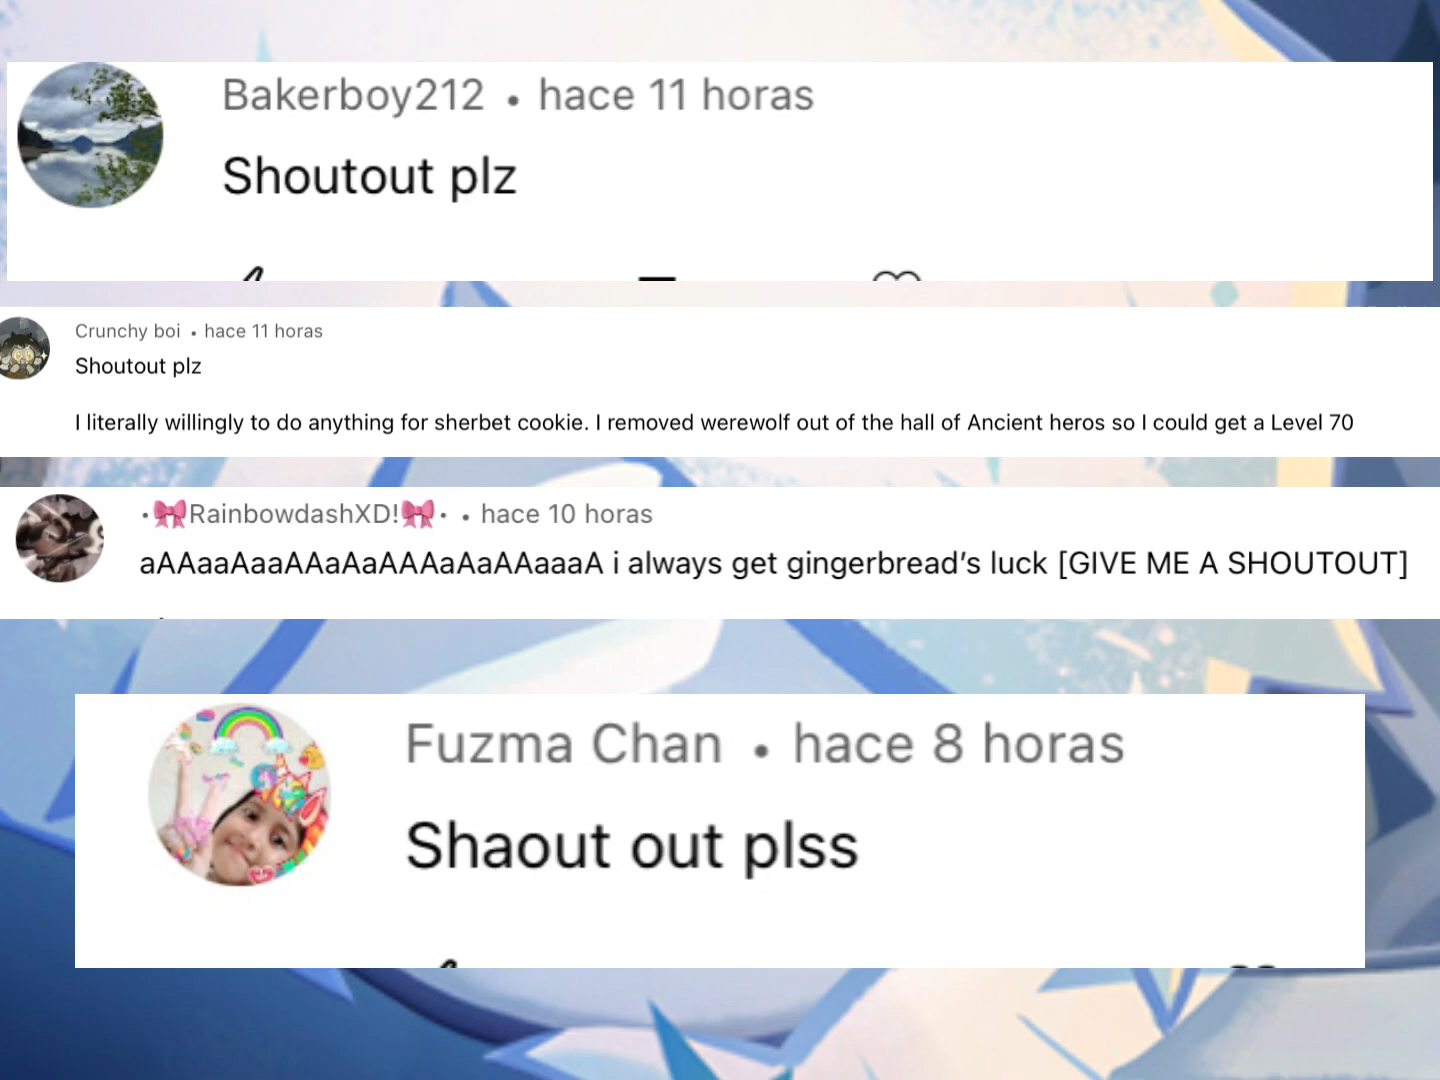 Bakerboy212 • hace 11 horas
Shoutout plz
Crunchy boi • hace 11 horas
Shoutout plz
I literally willingly to do anything for sherbet cookie. I removed werewolf out of the hall of Ancient heros so I could get a Level 70
·🎀RainbowdashXD!🎀· • hace 10 horas
aAAaaAaaAAaAaAAAaAaAAaaaA i always get gingerbread's luck [GIVE ME A SHOUTOUT]
Fuzma Chan • hace 8 horas
Shaout out plss